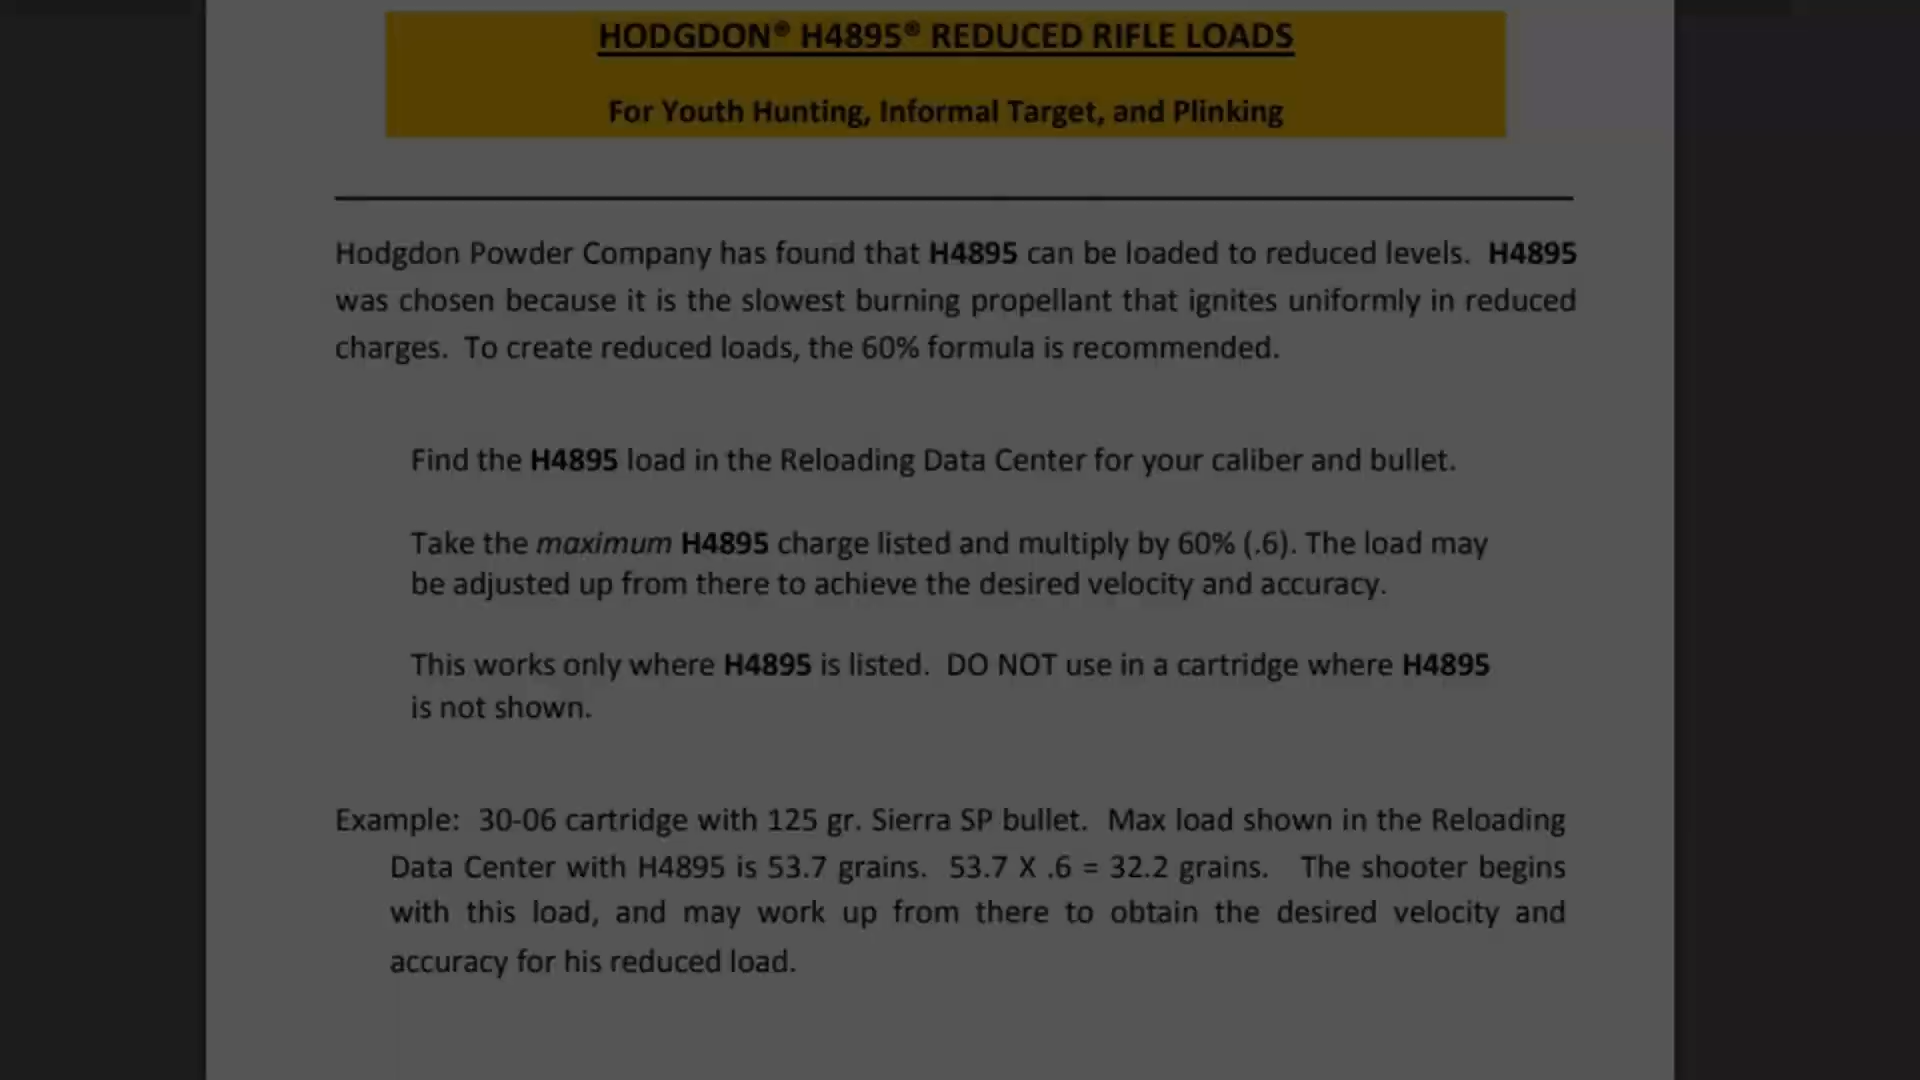 HODGDON® H4895® REDUCED RIFLE LOADS
For Youth Hunting, Informal Target, and Plinking
Hodgdon Powder Company has found that H4895 can be loaded to reduced levels. H4895
was chosen because it is the slowest burning propellant that ignites uniformly in reduced
charges. To create reduced loads, the 60% formula is recommended.
Find the H4895 load in the Reloading Data Center for your caliber and bullet.
Take the maximum H4895 charge listed and multiply by 60% (.6). The load may
be adjusted up from there to achieve the desired velocity and accuracy.
This works only where H4895 is listed. DO NOT use in a cartridge where H4895
is not shown.
Example: 30-06 cartridge with 125 gr. Sierra SP bullet. Max load shown in the Reloading
Data Center with H4895 is 53.7 grains. 53.7 X .6 = 32.2 grains. The shooter begins
with this load, and may work up from there to obtain the desired velocity and
accuracy for his reduced load.